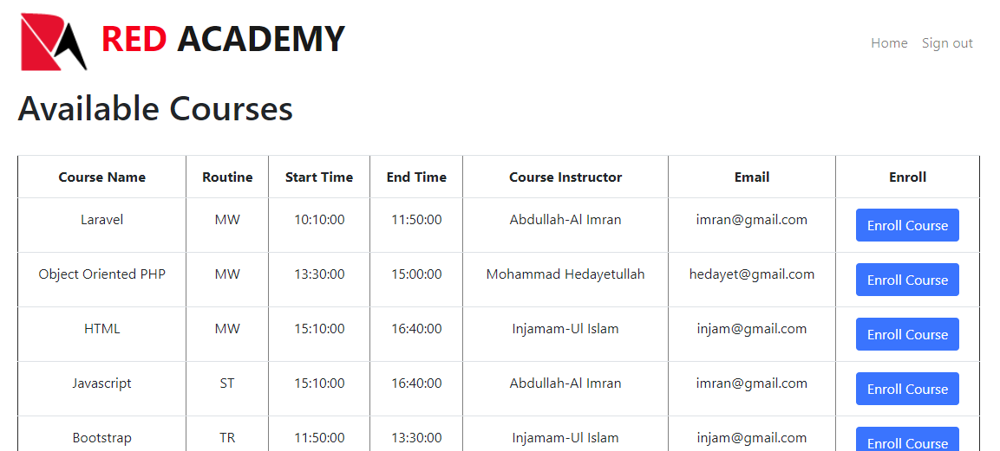 RED ACADEMY
Home Sign out
Available Courses
Course Name Routine Start Time End Time Course Instructor Email Enroll
Laravel MW 10:10:00 11:50:00 Abdullah-Al Imran imran@gmail.com Enroll Course
Object Oriented PHP MW 13:30:00 15:00:00 Mohammad Hedayetullah hedayet@gmail.com Enroll Course
HTML MW 15:10:00 16:40:00 Injamam-Ul Islam injam@gmail.com Enroll Course
Javascript ST 15:10:00 16:40:00 Abdullah-Al Imran imran@gmail.com Enroll Course
Bootstrap TR 11:50:00 13:30:00 Injamam-Ul Islam injam@gmail.com Enroll Course